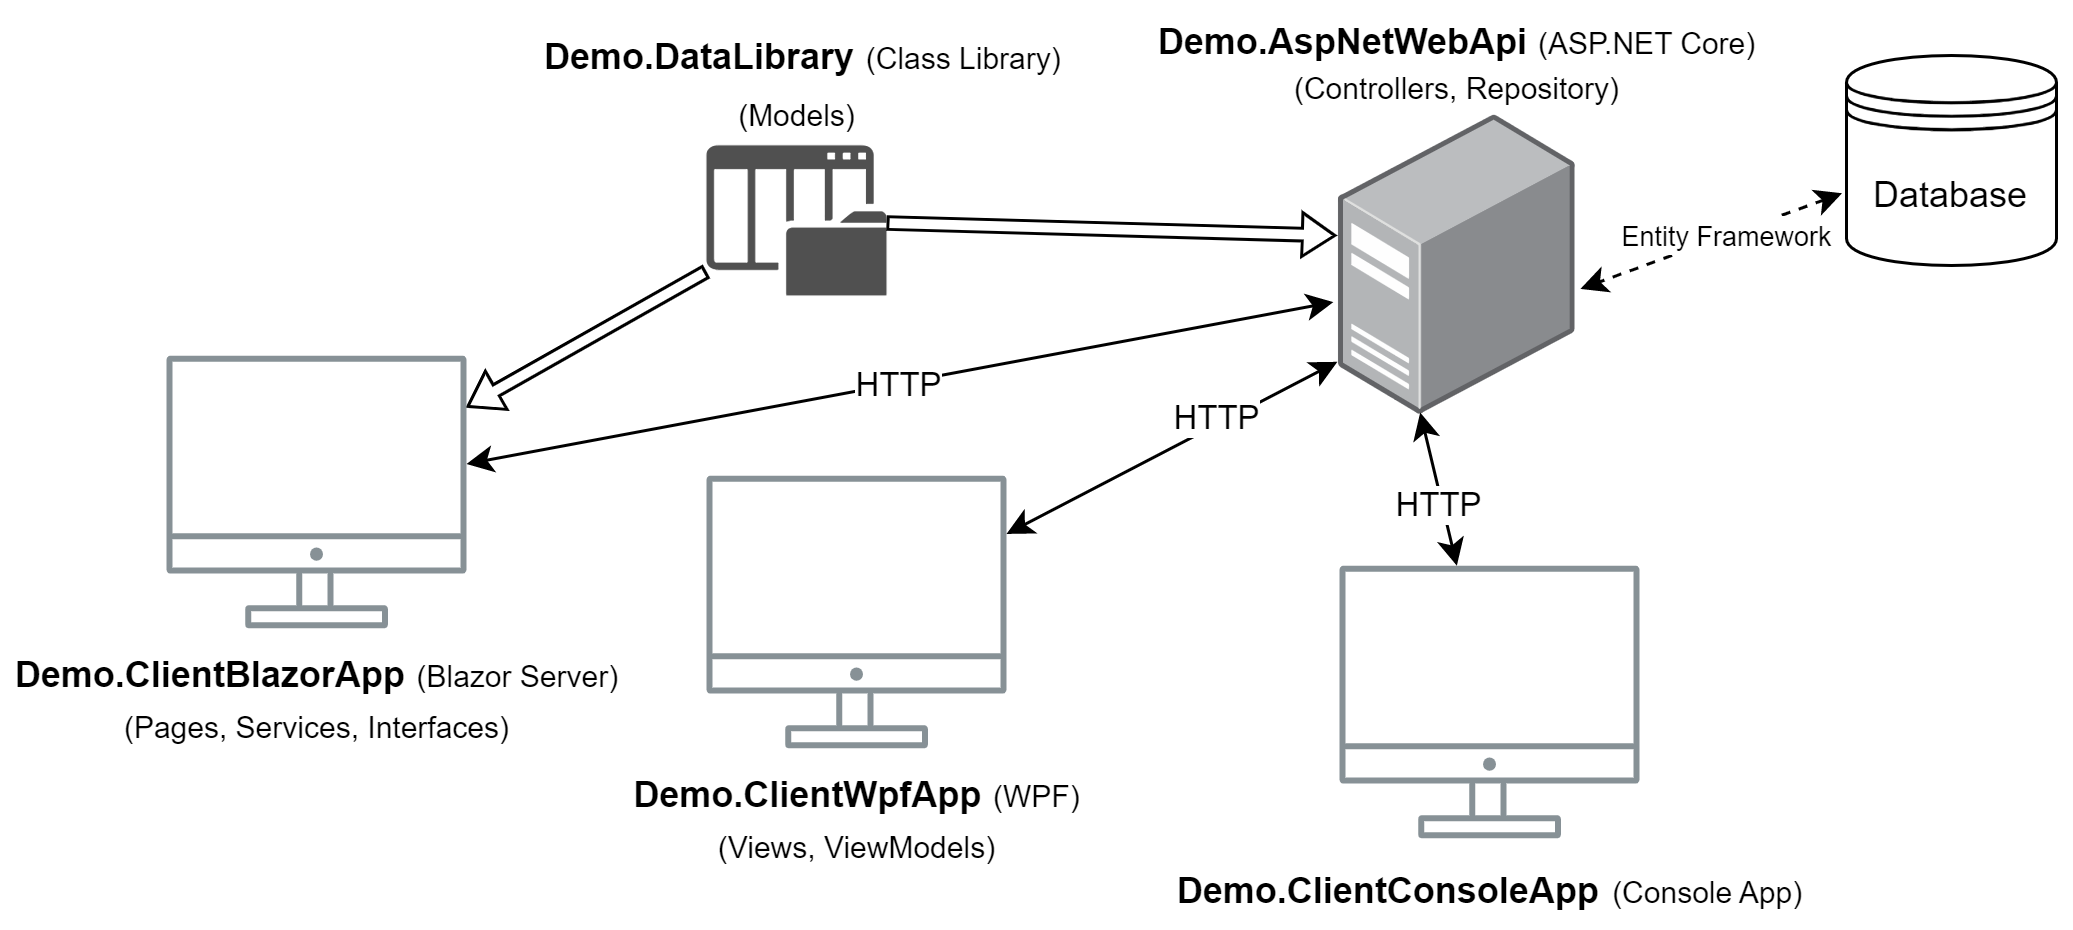 Demo.DataLibrary (Class Library)
(Models)
Demo.AspNetWebApi (ASP.NET Core)
(Controllers, Repository)
Database
Entity Framework
HTTP
HTTP
HTTP
Demo.ClientBlazorApp (Blazor Server)
(Pages, Services, Interfaces)
Demo.ClientWpfApp (WPF)
(Views, ViewModels)
Demo.ClientConsoleApp (Console App)